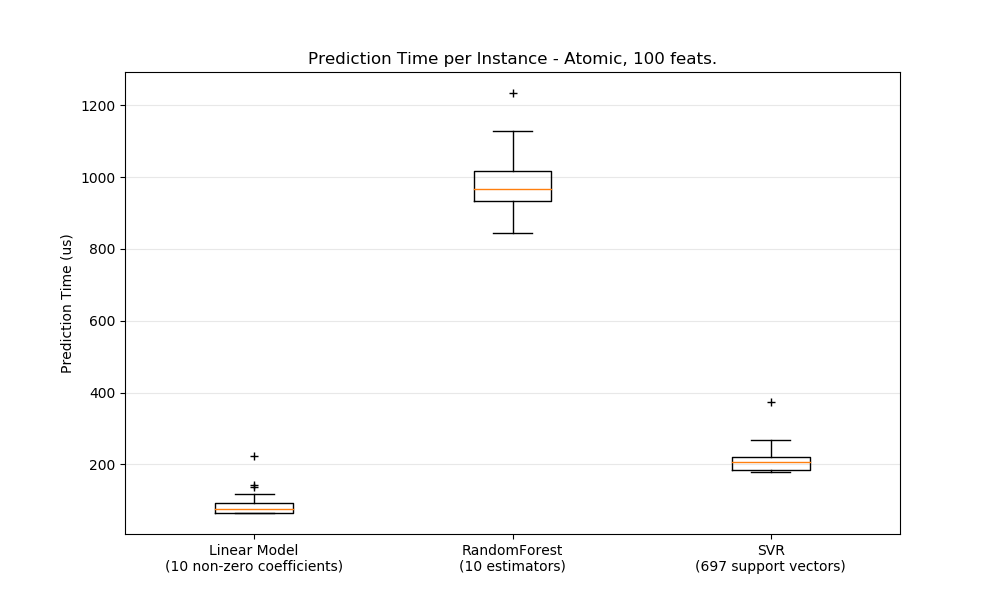 Prediction Time per Instance - Atomic, 100 feats.
Prediction Time (us)
1200
1000
800
600
400
200
Linear Model
(10 non-zero coefficients)
RandomForest
(10 estimators)
SVR
(697 support vectors)